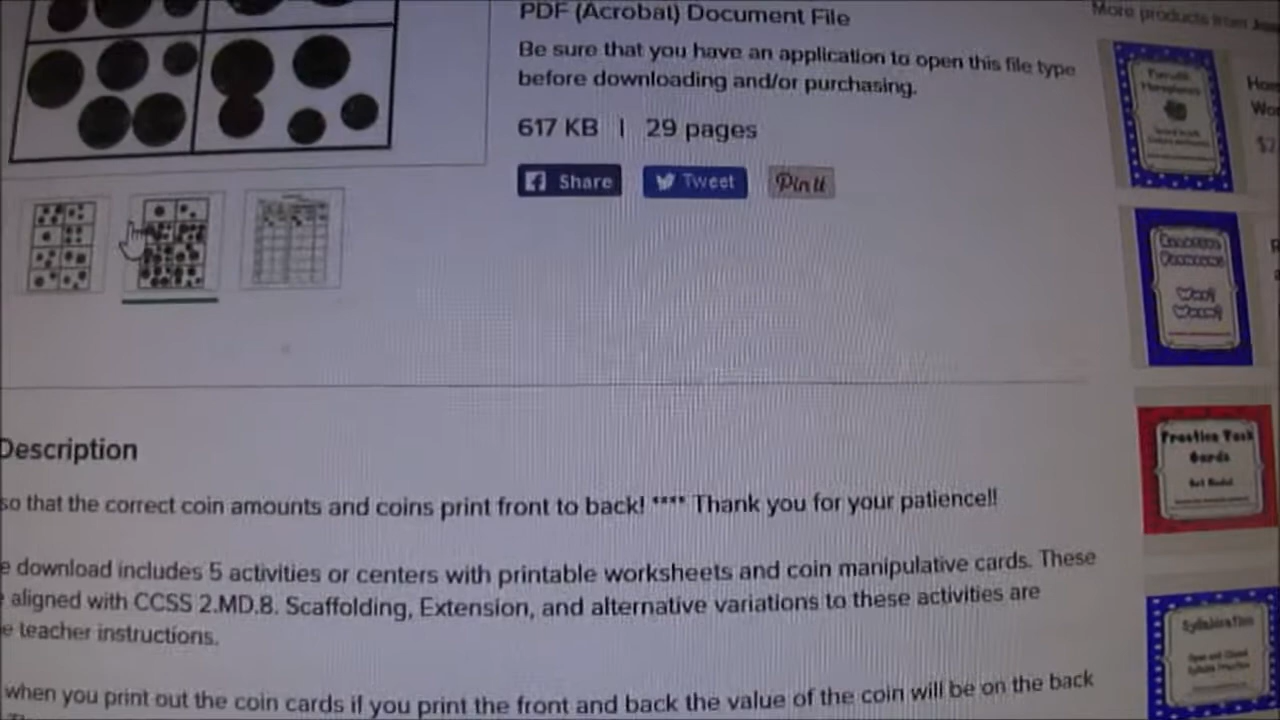 PDF (Acrobat) Document File
Be sure that you have an application to open this file type
before downloading and/or purchasing.
617 KB | 29 pages
Share
Tweet
Pin It
More products from
Description
so that the correct coin amounts and coins print front to back! **** Thank you for your patience!!
e download includes 5 activities or centers with printable worksheets and coin manipulative cards. These
aligned with CCSS 2.MD.8. Scaffolding, Extension, and alternative variations to these activities are
e teacher instructions.
when you print out the coin cards if you print the front and back the value of the coin will be on the back
Practice Task
Cards
Syllabication